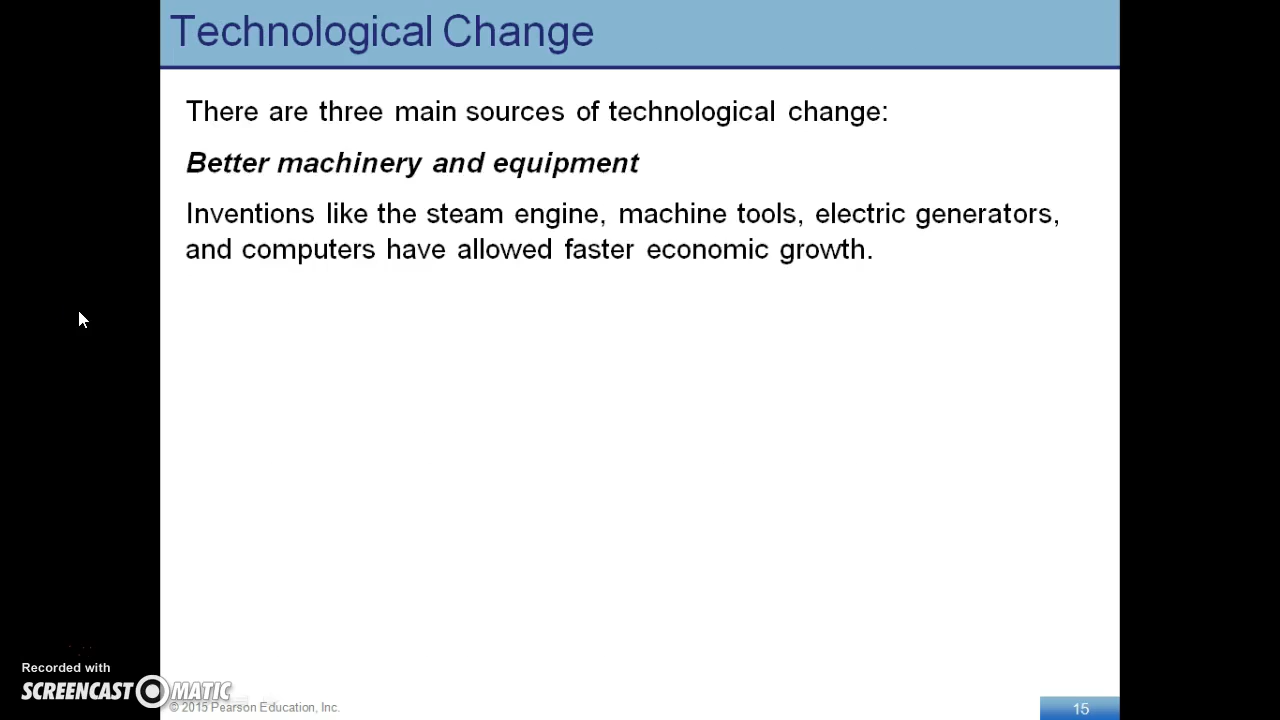 Technological Change
There are three main sources of technological change:
Better machinery and equipment
Inventions like the steam engine, machine tools, electric generators,
and computers have allowed faster economic growth.
Recorded with
SCREENCAST MATIC
© 2015 Pearson Education, Inc.
15